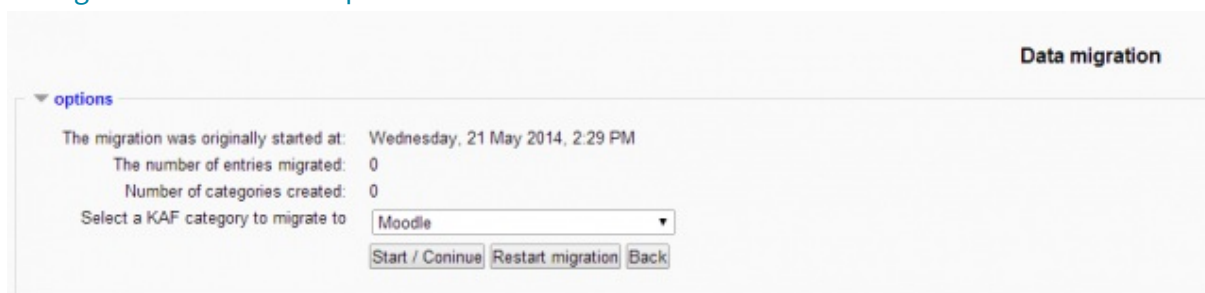 Data migration
options
The migration was originally started at: Wednesday, 21 May 2014, 2:29 PM
The number of entries migrated: 0
Number of categories created: 0
Select a KAF category to migrate to Moodle
Start / Coninue Restart migration Back